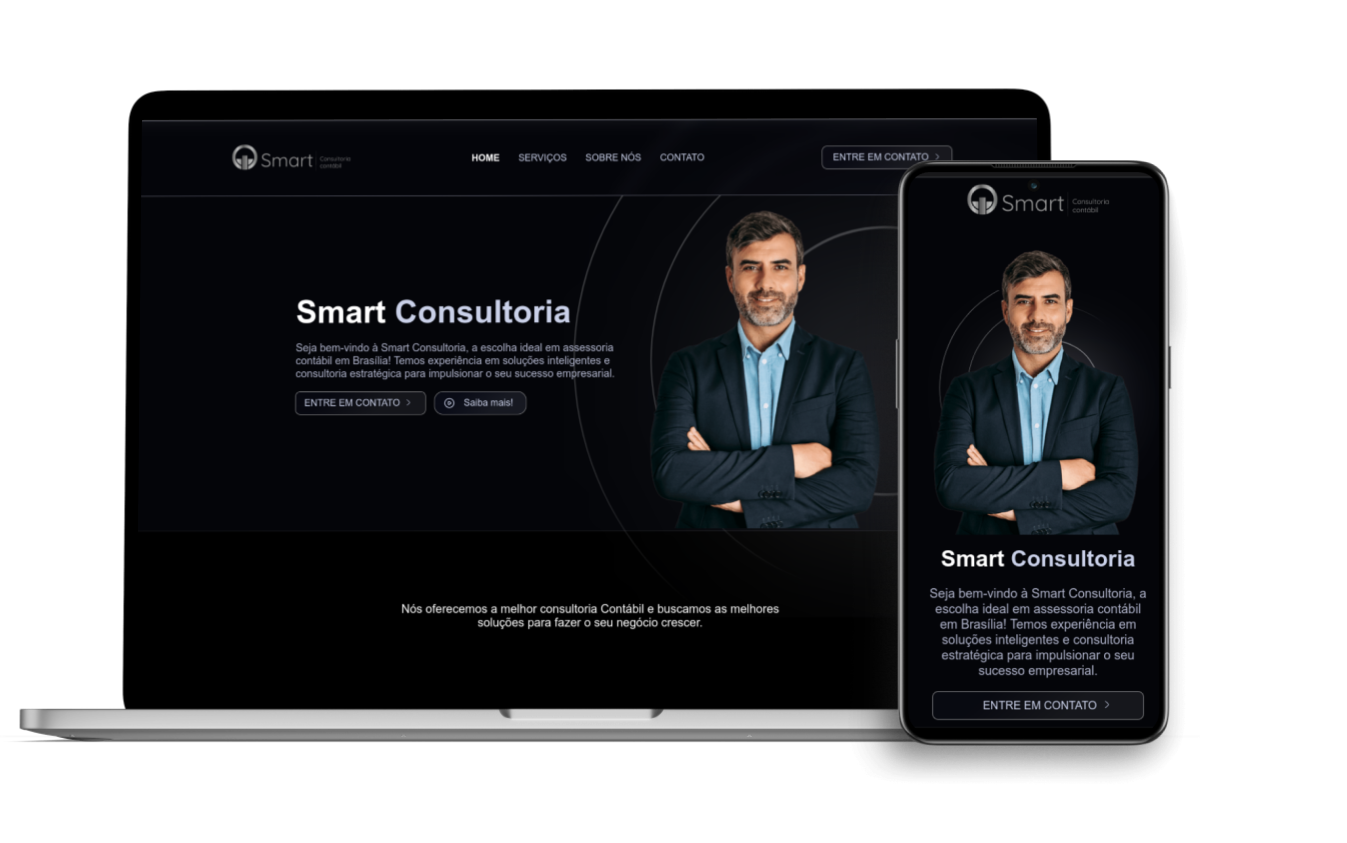 Smart Consultoria contábil
HOME SERVIÇOS SOBRE NÓS CONTATO
ENTRE EM CONTATO
Smart Consultoria
Seja bem-vindo à Smart Consultoria, a escolha ideal em assessoria
contábil em Brasília! Temos experiência em soluções inteligentes e
consultoria estratégica para impulsionar o seu sucesso empresarial.
ENTRE EM CONTATO
Saiba mais!
Nós oferecemos a melhor consultoria Contábil e buscamos as melhores
soluções para fazer o seu negócio crescer.
Smart Consultoria contábil
Smart Consultoria
Seja bem-vindo à Smart Consultoria, a
escolha ideal em assessoria contábil
em Brasília! Temos experiência em
soluções inteligentes e consultoria
estratégica para impulsionar o seu
sucesso empresarial.
ENTRE EM CONTATO